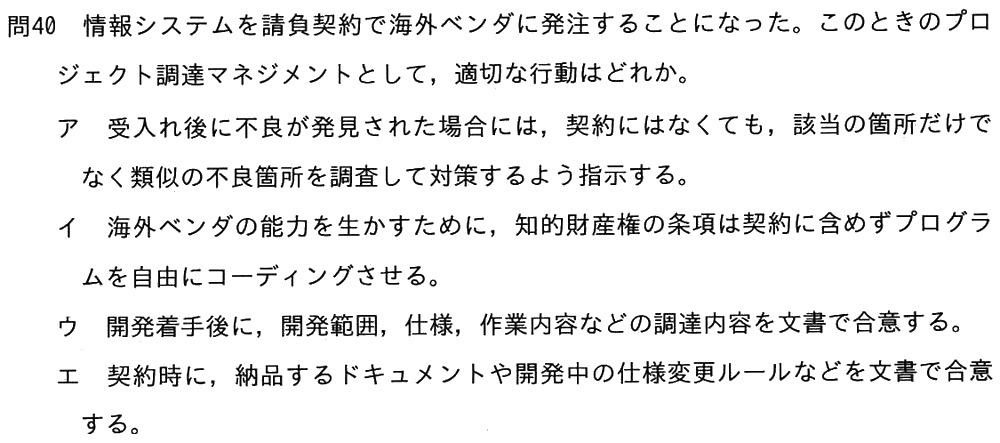 問40　情報システムを請負契約で海外ベンダに発注することになった。このときのプロ
ジェクト調達マネジメントとして，適切な行動はどれか。
ア　受入れ後に不良が発見された場合には，契約にはなくても，該当の箇所だけで
なく類似の不良箇所を調査して対策するよう指示する。
イ　海外ベンダの能力を生かすために，知的財産権の条項は契約に含めずプログラ
ムを自由にコーディングさせる。
ウ　開発着手後に，開発範囲，仕様，作業内容などの調達内容を文書で合意する。
エ　契約時に，納品するドキュメントや開発中の仕様変更ルールなどを文書で合意
する。